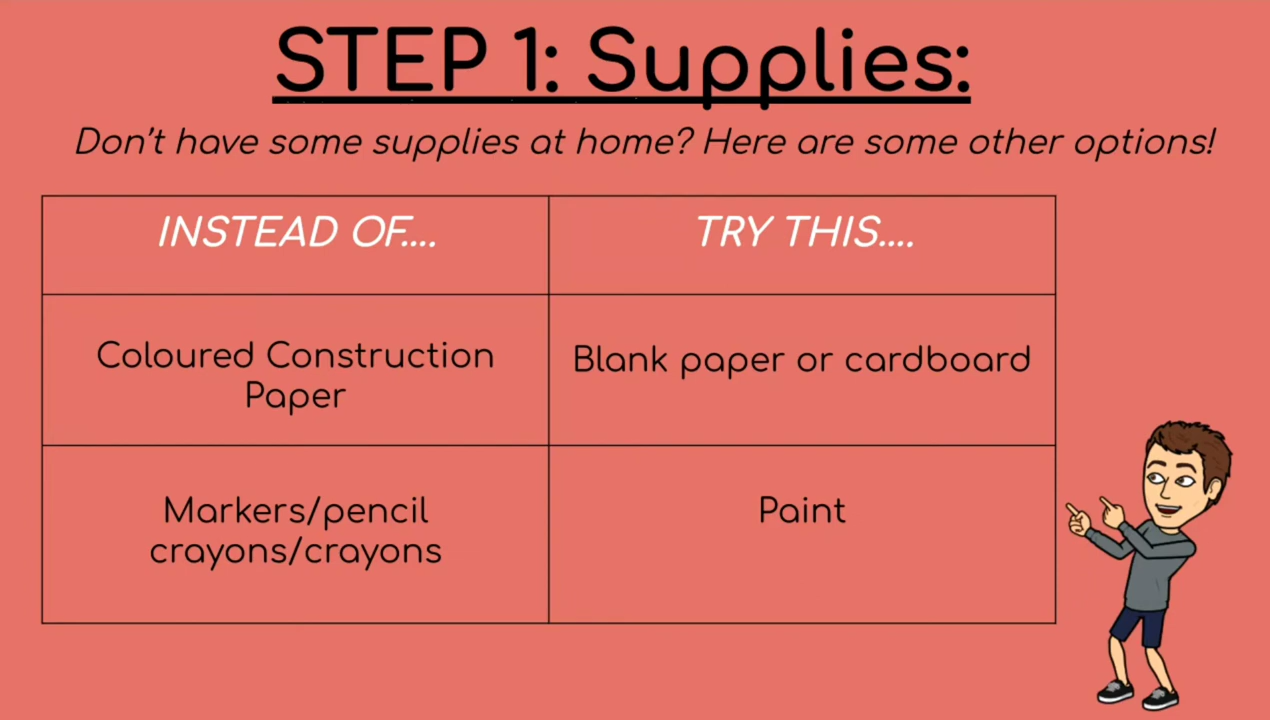 STEP 1: Supplies:
Don't have some supplies at home? Here are some other options!
INSTEAD OF....
TRY THIS....
Coloured Construction
Paper
Blank paper or cardboard
Markers/pencil
crayons/crayons
Paint